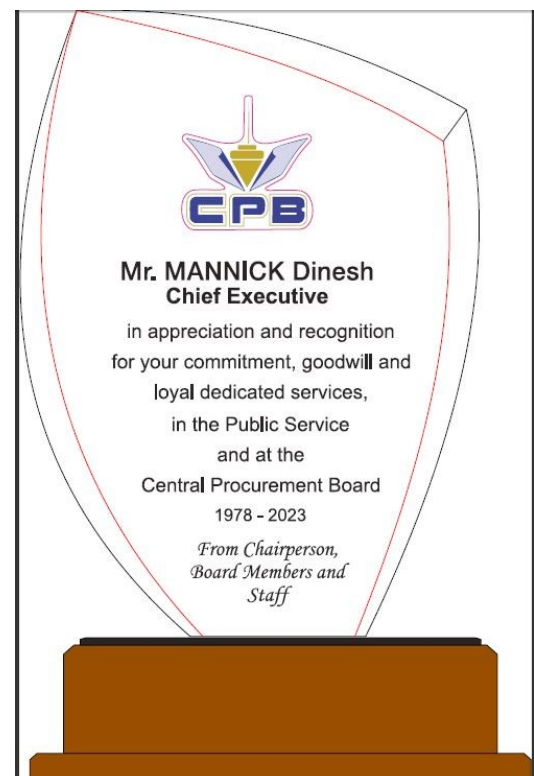 CPB
Mr. MANNICK Dinesh
Chief Executive
in appreciation and recognition
for your commitment, goodwill and
loyal dedicated services,
in the Public Service
and at the
Central Procurement Board
1978 - 2023
From Chairperson,
Board Members and
Staff